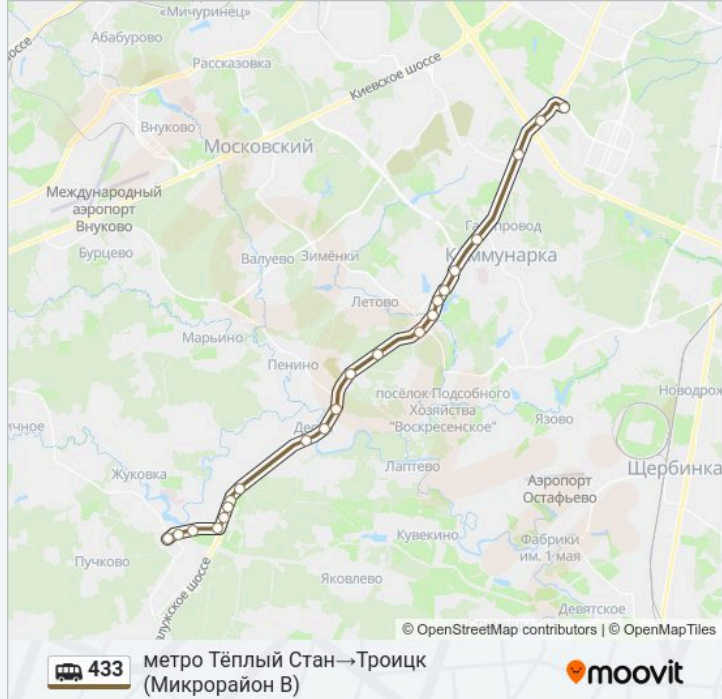 «Мичуринец»
Абабурово
Рассказовка
Киевское шоссе
Внуково
Московский
Международный
аэропорт
Внуково
Бурцево
Валуево
Зимёнки
Коммунарка
Летово
Марьино
Пенино
посёлок Подсобного
Хозяйства
"Воскресенское"
Язово
Лаптево
Щербинка
Жуковка
Аэропорт
Остафьево
Пучково
Кувекино
Фабрики
им. 1 мая
Яковлево
Девятское
© OpenStreetMap contributors | © OpenMapTiles
433
метро Тёплый Стан→Троицк
(Микрорайон В)
moovit